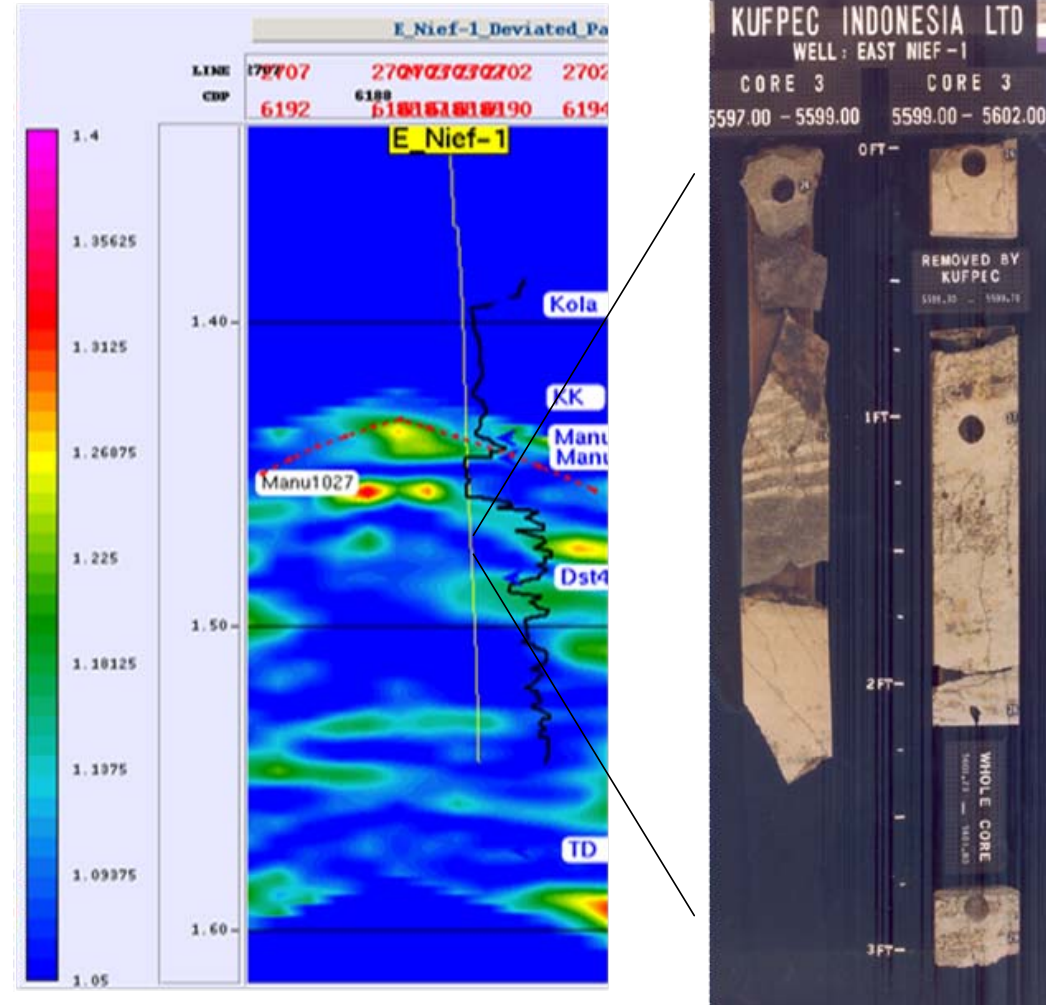 E_Nief-1_Deviated_Pa
LINE
2707
2702
2702
CDP
6192
6188
6190
6194
E_Nief-1
1.4
1.35625
1.3125
1.26875
1.225
1.18125
1.1375
1.09375
1.05
1.40
1.50
1.60
Kola
KK
Manu
Manu
Manu1027
Dst4
TD
KUFPEC INDONESIA LTD
WELL: EAST NIEF-1
CORE 3
5597.00 - 5599.00
CORE 3
5599.00 - 5602.00
0FT
1FT
2FT
3FT
REMOVED BY
KUFPEC
WHOLE CORE